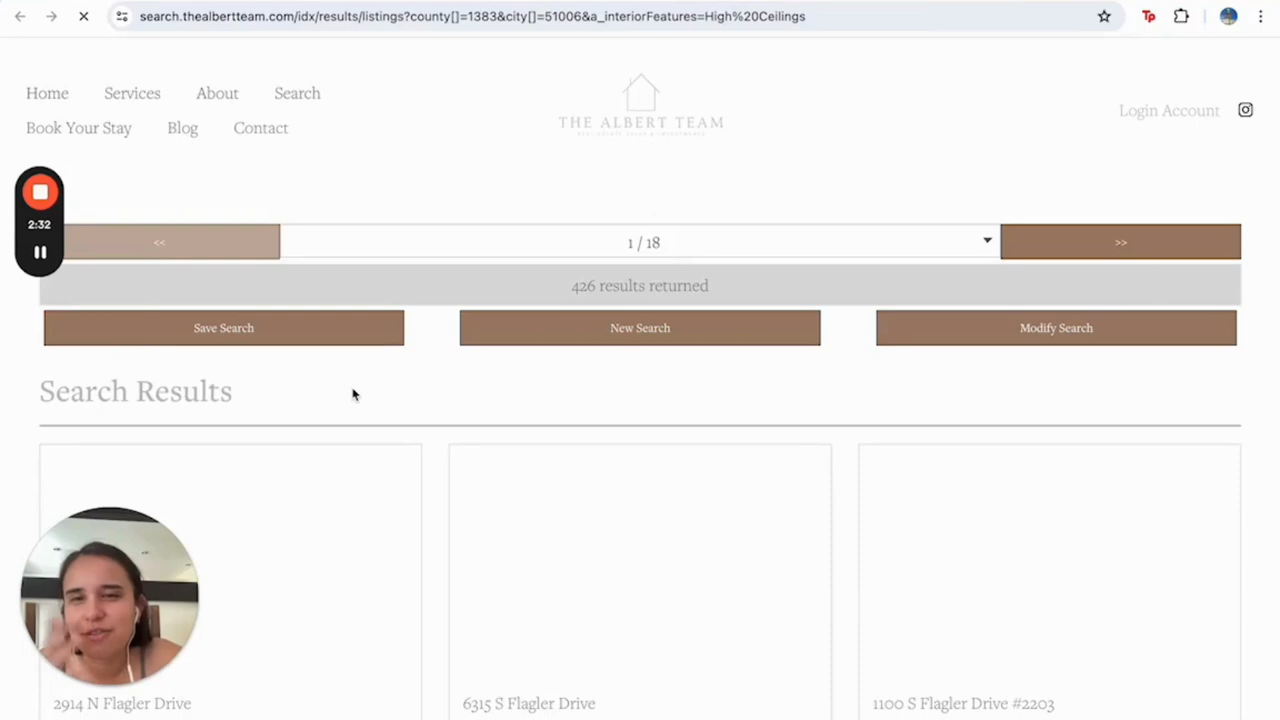 search.thealbertteam.com/idx/results/listings?county[]=1383&city[]=51006&a_interiorFeatures=High%20Ceilings
Tp
Home Services About Search
Book Your Stay Blog Contact
THE ALBERT TEAM
Login Account
2:32
<< 1 / 18 >>
426 results returned
Save Search New Search Modify Search
Search Results
2914 N Flagler Drive 6315 S Flagler Drive 1100 S Flagler Drive #2203